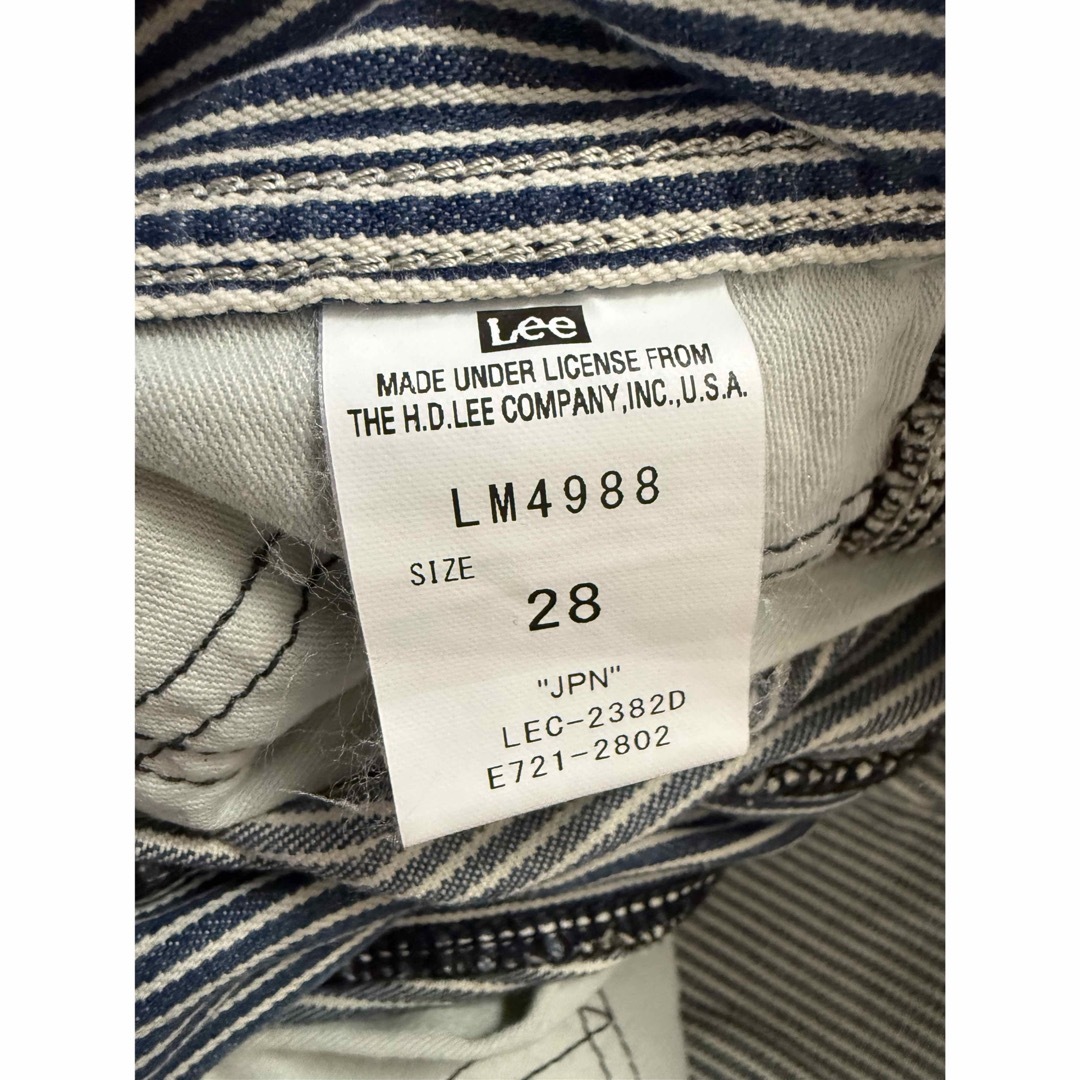 Lee
MADE UNDER LICENSE FROM
THE H.D.LEE COMPANY,INC.,U.S.A.
LM4988
SIZE
28
"JPN"
LEC-2382D
E721-2802